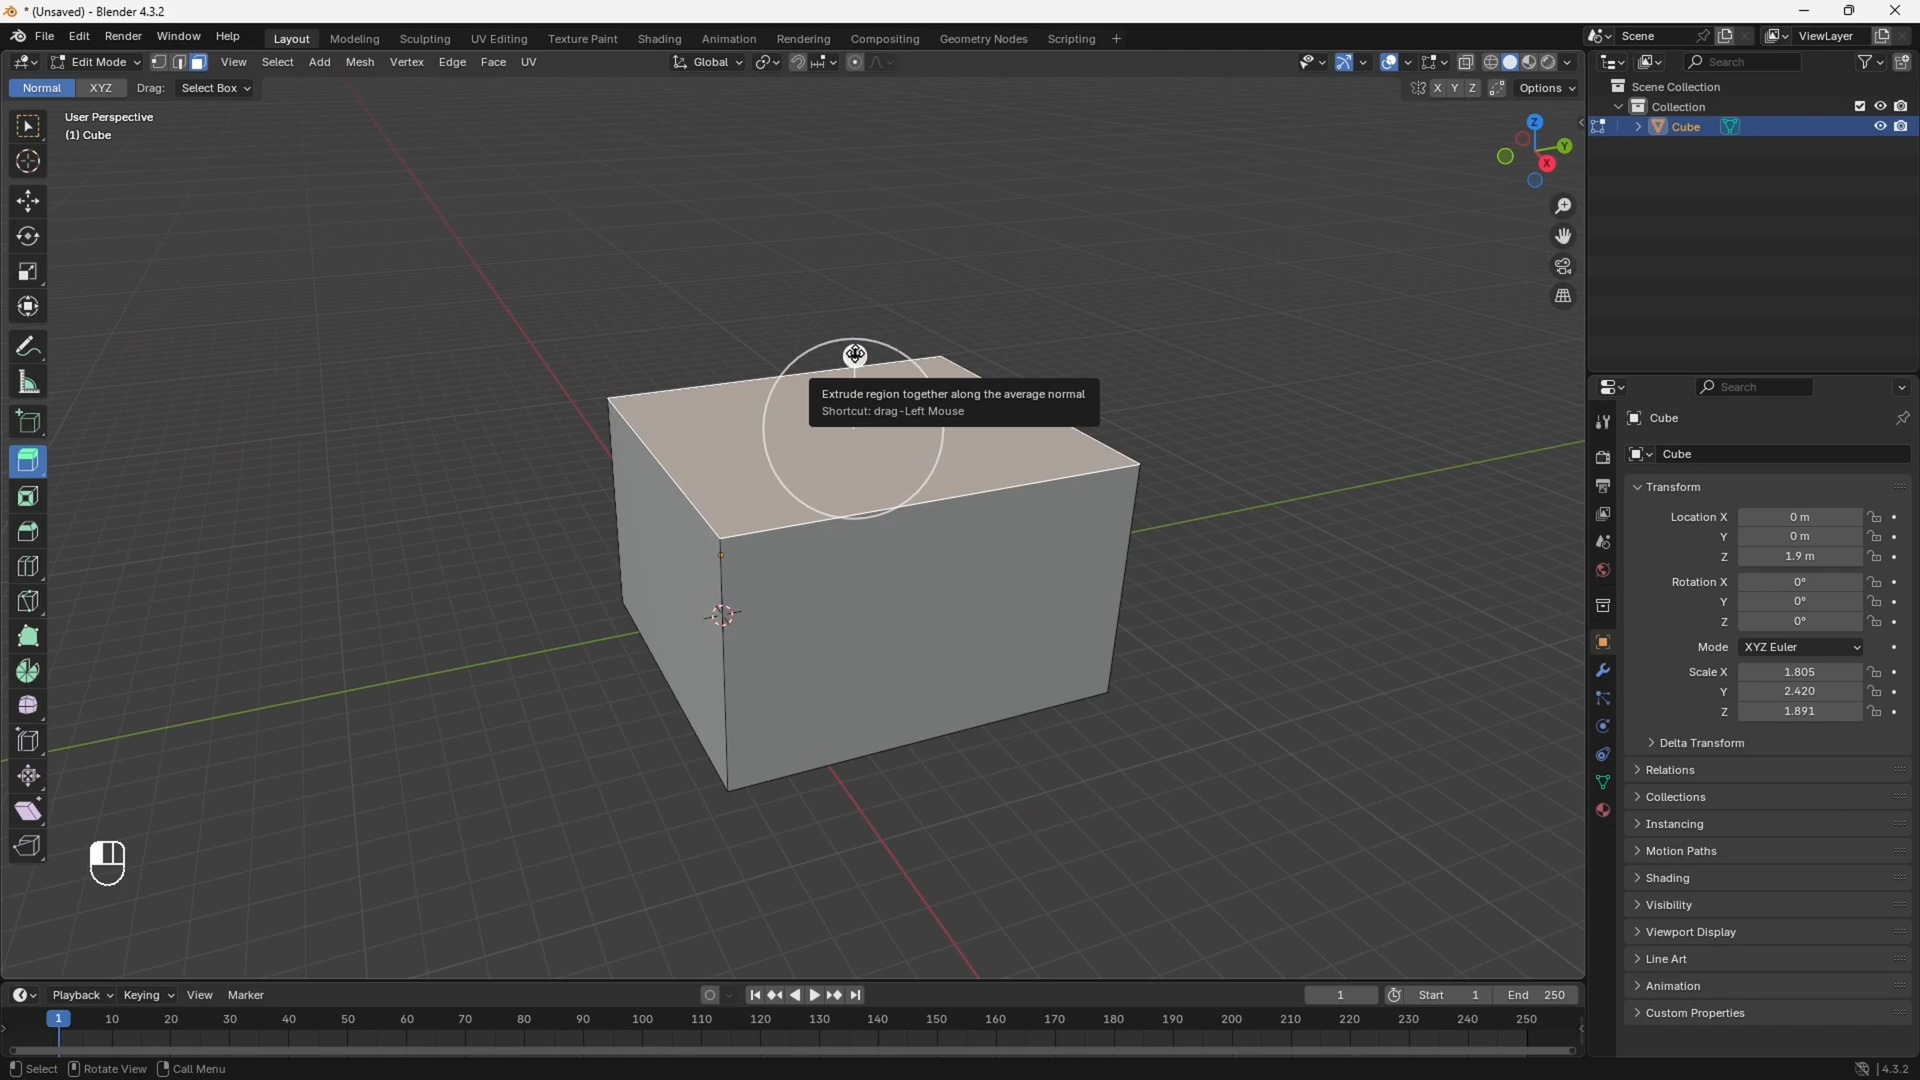 * (Unsaved) - Blender 4.3.2
File Edit Render Window Help Layout Modeling Sculpting UV Editing Texture Paint Shading Animation Rendering Compositing Geometry Nodes Scripting + Scene ViewLayer
Edit Mode View Select Add Mesh Vertex Edge Face UV Global Search
Normal XYZ Drag: Select Box X Y Z Options
Scene Collection
Collection
Cube
User Perspective
(1) Cube
Z
Y
X
Extrude region together along the average normal
Shortcut: drag-Left Mouse
Search
Cube
Cube
Transform
Location X 0 m
Y 0 m
Z 1.9 m
Rotation X 0°
Y 0°
Z 0°
Mode XYZ Euler
Scale X 1.805
Y 2.420
Z 1.891
Delta Transform
Relations
Collections
Instancing
Motion Paths
Shading
Visibility
Viewport Display
Line Art
Animation
Custom Properties
Playback Keying View Marker 1 Start 1 End 250
1 10 20 30 40 50 60 70 80 90 100 110 120 130 140 150 160 170 180 190 200 210 220 230 240 250
Select Rotate View Call Menu 4.3.2